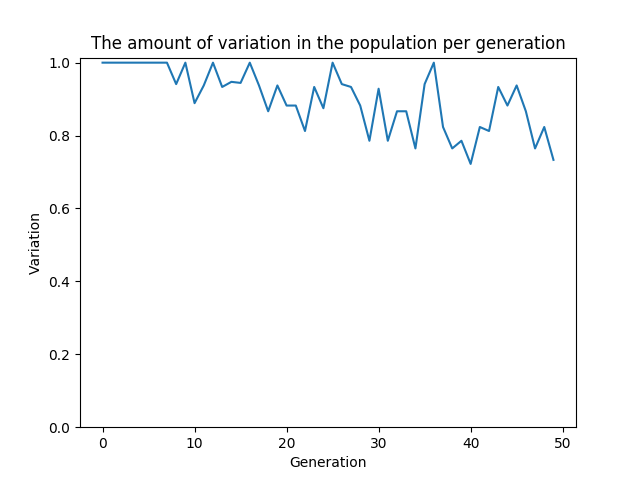 The amount of variation in the population per generation
1.0
0.8
0.6
0.4
0.2
0.0
Variation
0 10 20 30 40 50
Generation